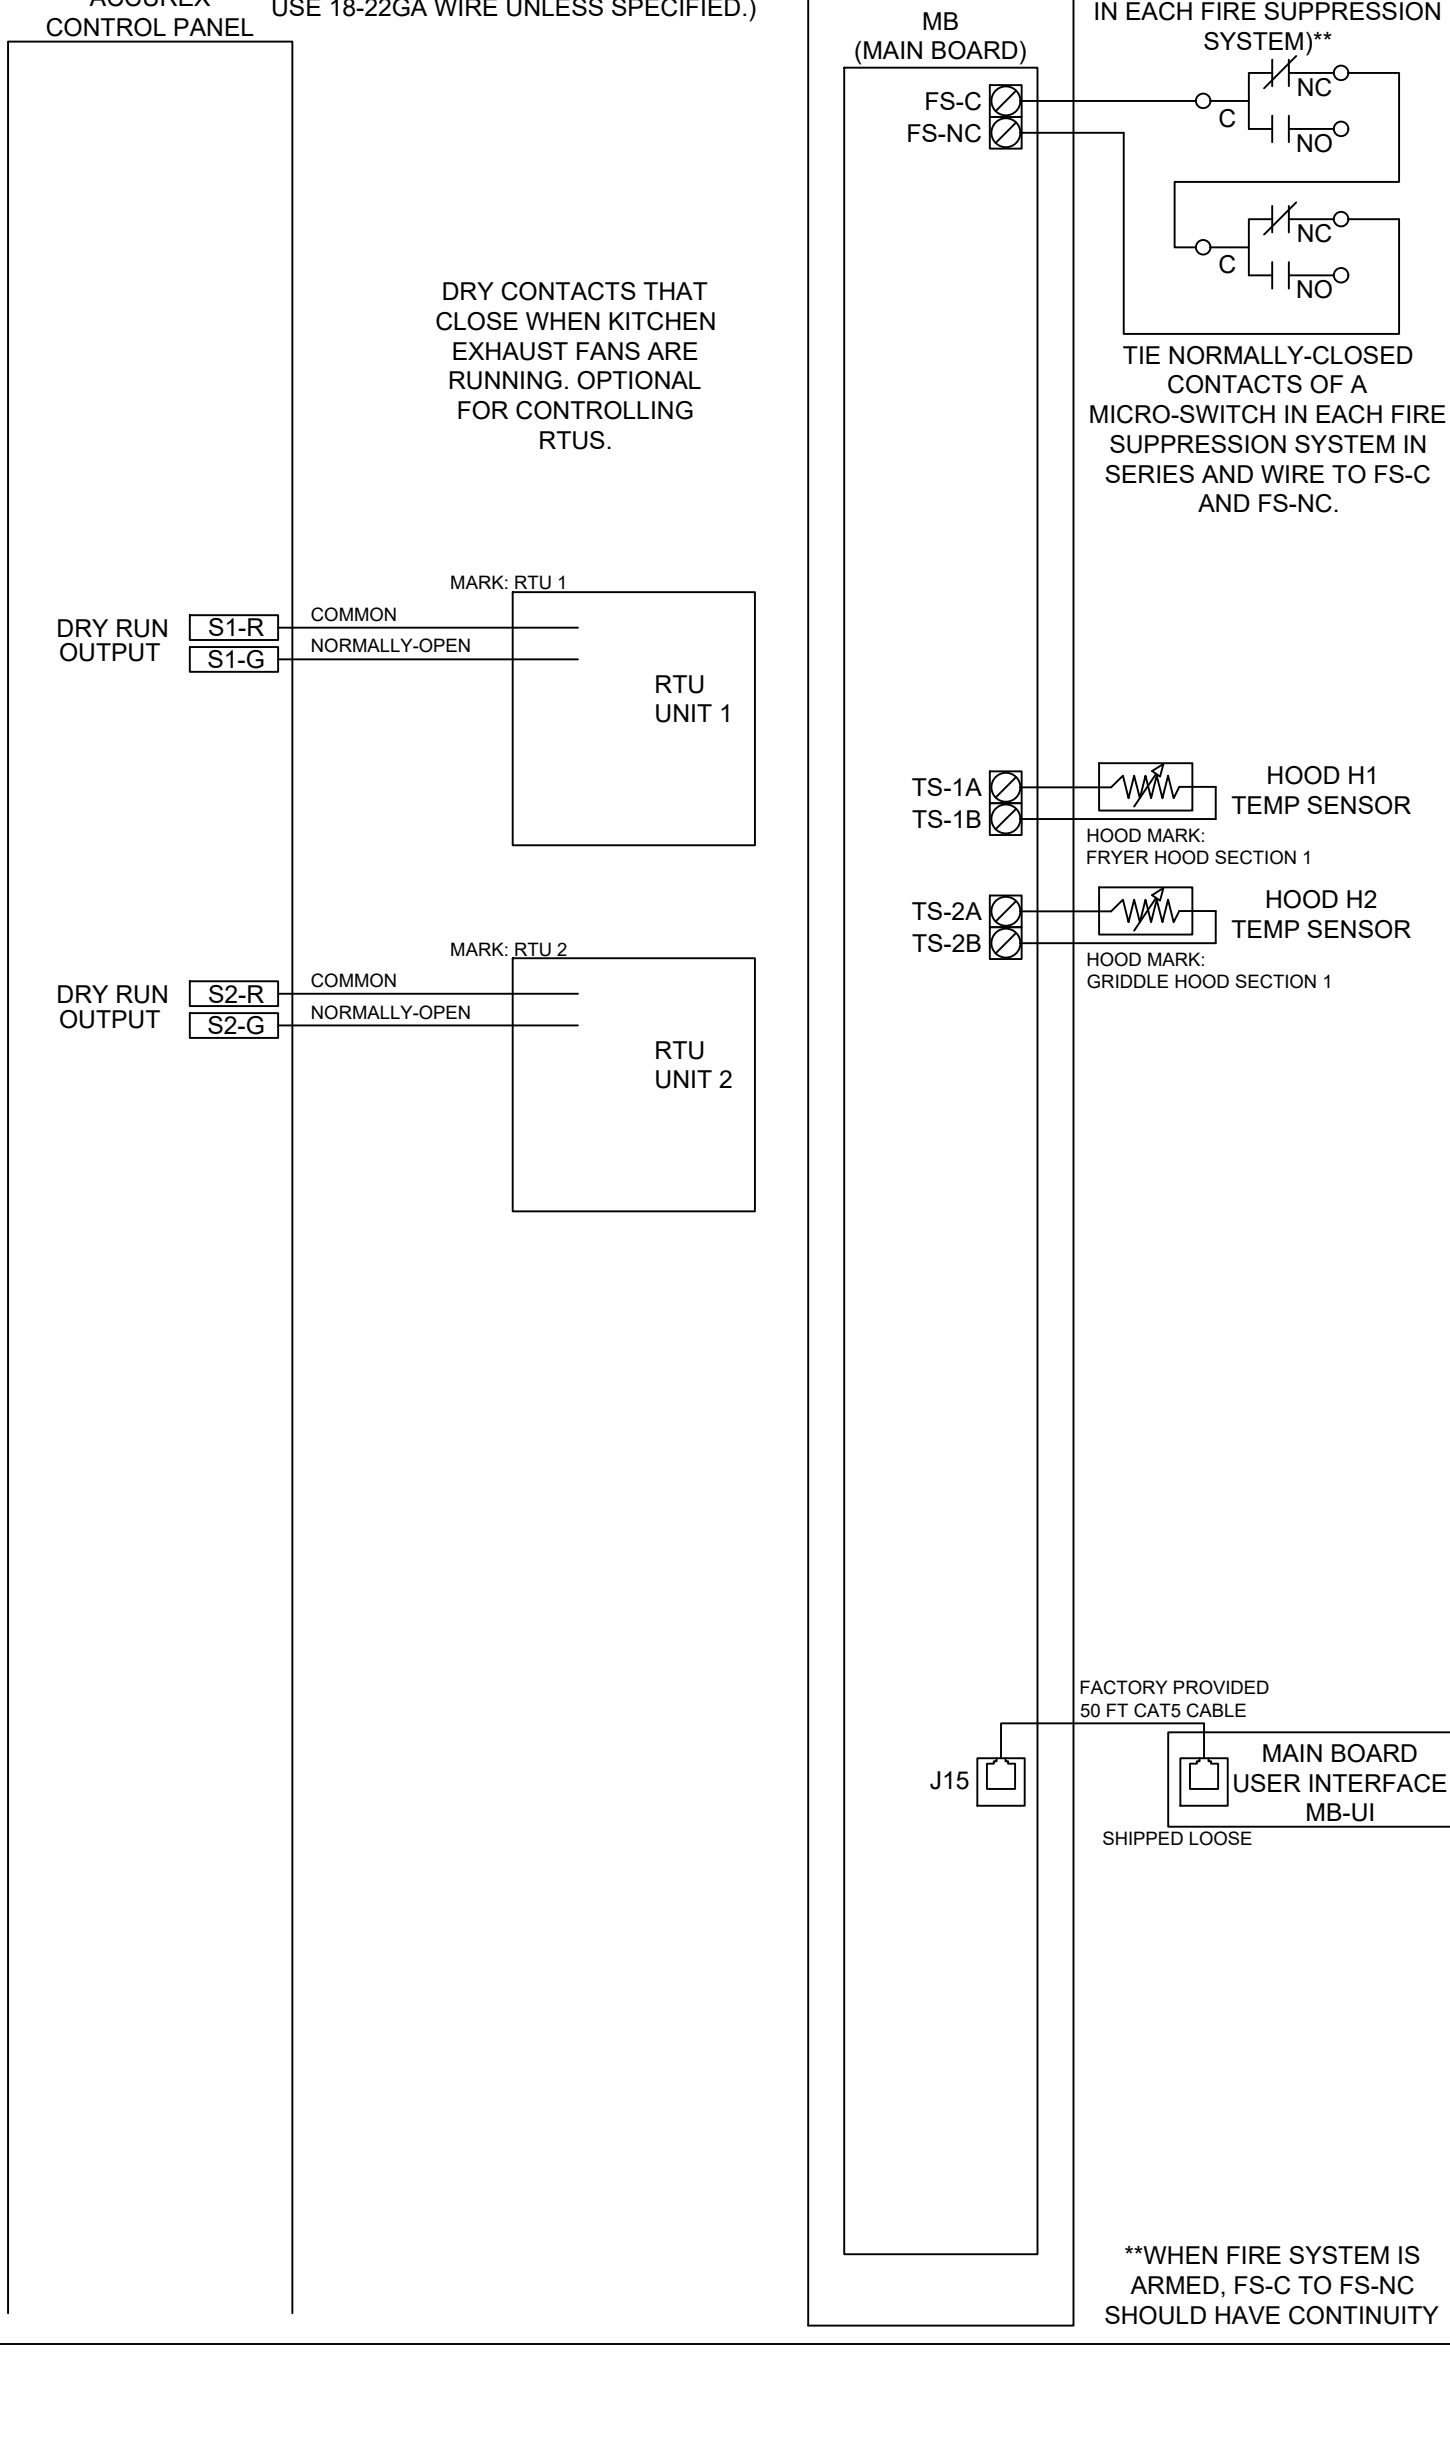 ACCUREX
CONTROL PANEL
USE 18-22GA WIRE UNLESS SPECIFIED.)
DRY CONTACTS THAT
CLOSE WHEN KITCHEN
EXHAUST FANS ARE
RUNNING. OPTIONAL
FOR CONTROLLING
RTUS.
MARK: RTU 1
DRY RUN
OUTPUT
S1-R
S1-G
COMMON
NORMALLY-OPEN
RTU
UNIT 1
MARK: RTU 2
DRY RUN
OUTPUT
S2-R
S2-G
COMMON
NORMALLY-OPEN
RTU
UNIT 2
MB
(MAIN BOARD)
FS-C
FS-NC
IN EACH FIRE SUPPRESSION
SYSTEM)**
NC
C
NO
NC
C
NO
TIE NORMALLY-CLOSED
CONTACTS OF A
MICRO-SWITCH IN EACH FIRE
SUPPRESSION SYSTEM IN
SERIES AND WIRE TO FS-C
AND FS-NC.
TS-1A
TS-1B
HOOD H1
TEMP SENSOR
HOOD MARK:
FRYER HOOD SECTION 1
TS-2A
TS-2B
HOOD H2
TEMP SENSOR
HOOD MARK:
GRIDDLE HOOD SECTION 1
FACTORY PROVIDED
50 FT CAT5 CABLE
J15
MAIN BOARD
USER INTERFACE
MB-UI
SHIPPED LOOSE
**WHEN FIRE SYSTEM IS
ARMED, FS-C TO FS-NC
SHOULD HAVE CONTINUITY